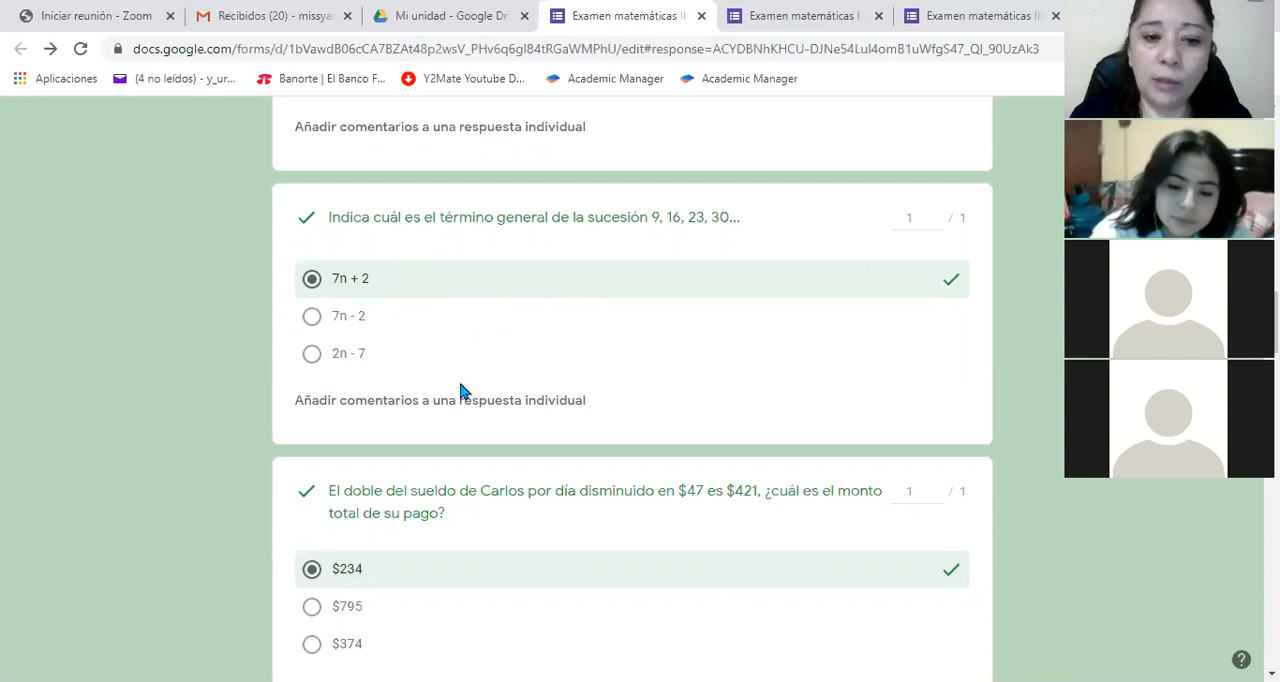 Iniciar reunión - Zoom
Recibidos (20) - missya
Mi unidad - Google Dr
Examen matemáticas II
Examen matemáticas I -
Examen matemáticas III
docs.google.com/forms/d/1bVawdB06cCA7BZAt48p2wsY_PHv6q6gl84tRGaWMPhU/edit#response=ACYDBNhKHCU-DJNe54Lul4omB1uWfgS47_QI_90UzAk3
Aplicaciones
(4 no leídos) - y_ur...
Banorte | El Banco F...
Y2Mate Youtube D...
Academic Manager
Academic Manager
Añadir comentarios a una respuesta individual
Indica cuál es el término general de la sucesión 9, 16, 23, 30...
1 / 1
7n + 2
7n - 2
2n - 7
Añadir comentarios a una respuesta individual
El doble del sueldo de Carlos por día disminuido en $47 es $421, ¿cuál es el monto
total de su pago?
1 / 1
$234
$795
$374